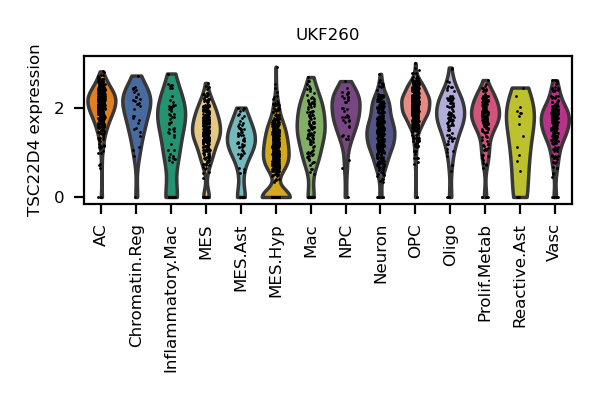 UKF260
TSC22D4 expression
2
0
AC
Chromatin.Reg
Inflammatory.Mac
MES
MES.Ast
MES.Hyp
Mac
NPC
Neuron
OPC
Oligo
Prolif.Metab
Reactive.Ast
Vasc